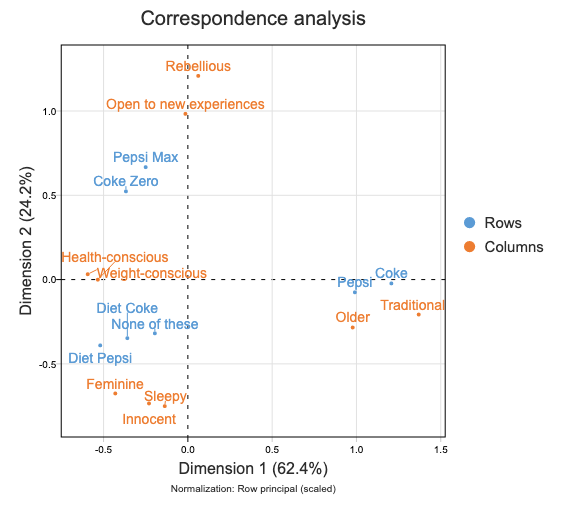 Correspondence analysis
Rebellious
Open to new experiences
1.0
Pepsi Max
Coke Zero
0.5
Health-conscious
Weight-conscious
0.0
Coke
Pepsi
Traditional
Older
Diet Coke
None of these
Diet Pepsi
-0.5
Feminine
Sleepy
Innocent
-0.5 0.0 0.5 1.0 1.5
Dimension 1 (62.4%)
Normalization: Row principal (scaled)
Dimension 2 (24.2%)
Rows
Columns